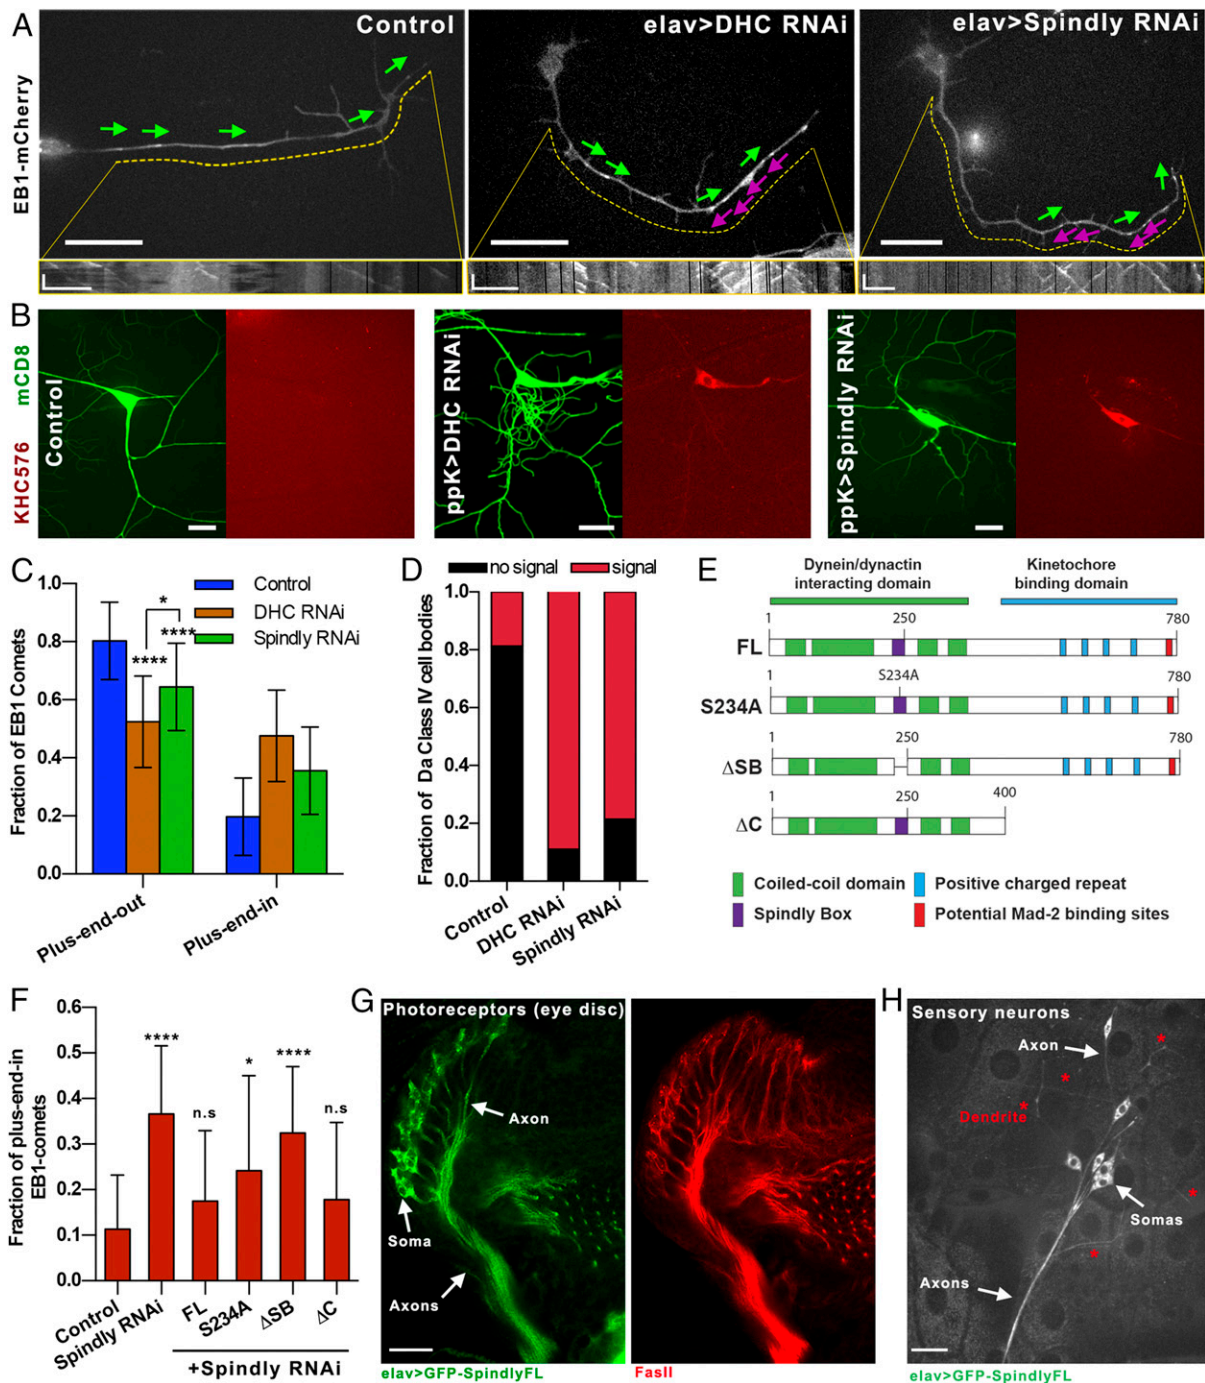 A
Control
elav>DHC RNAi
elav>Spindly RNAi
EB1-mCherry
B
KHC576 mCD8
Control
ppK>DHC RNAi
ppK>Spindly RNAi
C
Fraction of EB1 Comets
1.0
0.8
0.6
0.4
0.2
0.0
Control
DHC RNAi
Spindly RNAi
*
****
****
Plus-end-out
Plus-end-in
D
no signal
signal
Fraction of Da Class IV cell bodies
1.0
0.8
0.6
0.4
0.2
0.0
Control
DHC RNAi
Spindly RNAi
E
Dynein/dynactin
interacting domain
Kinetochore
binding domain
1
250
780
FL
1
S234A
780
S234A
1
250
780
ΔSB
1
250
400
ΔC
Coiled-coil domain
Positive charged repeat
Spindly Box
Potential Mad-2 binding sites
F
Fraction of plus-end-in
EB1-comets
0.6
0.5
0.4
0.3
0.2
0.1
0.0
****
n.s
*
****
n.s
Control
Spindly RNAi
FL
S234A
ΔSB
ΔC
+Spindly RNAi
G
Photoreceptors (eye disc)
Axon
Soma
Axons
elav>GFP-SpindlyFL
FasII
H
Sensory neurons
Axon
*
*
*
Dendrite
*
Somas
*
Axons
elav>GFP-SpindlyFL